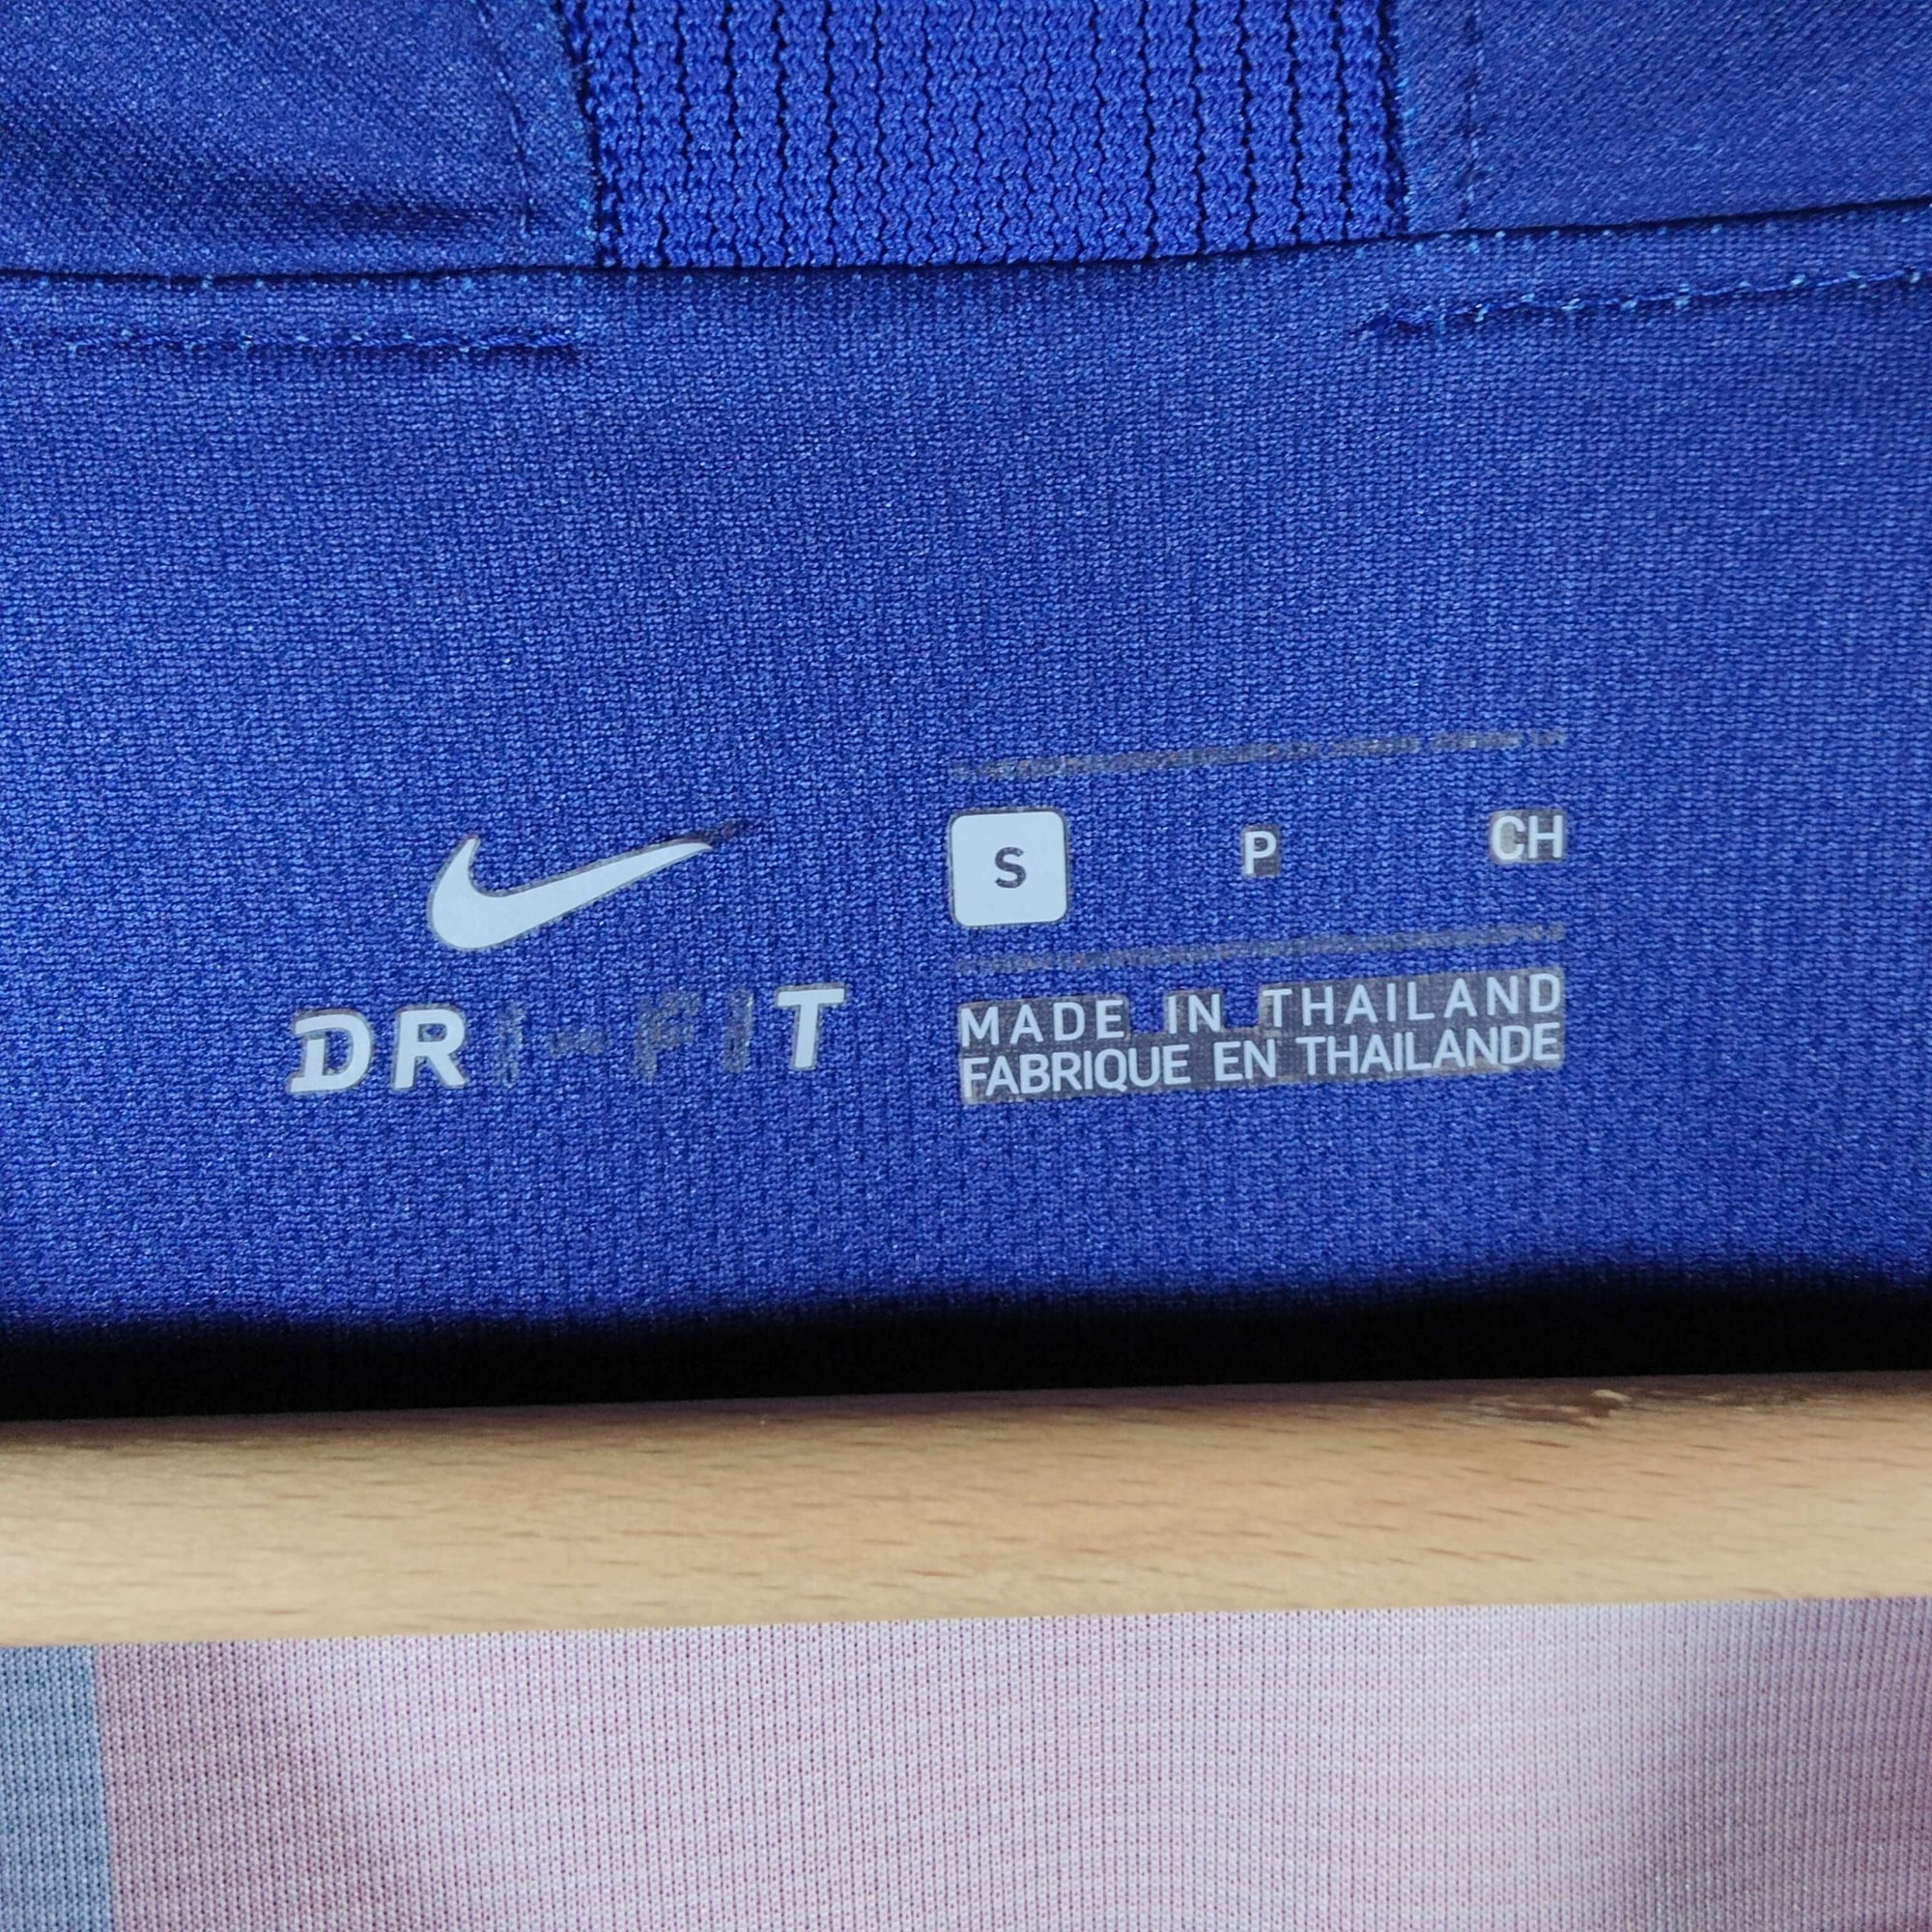 S P CH
DRI-FIT
MADE IN THAILAND
FABRIQUE EN THAILANDE